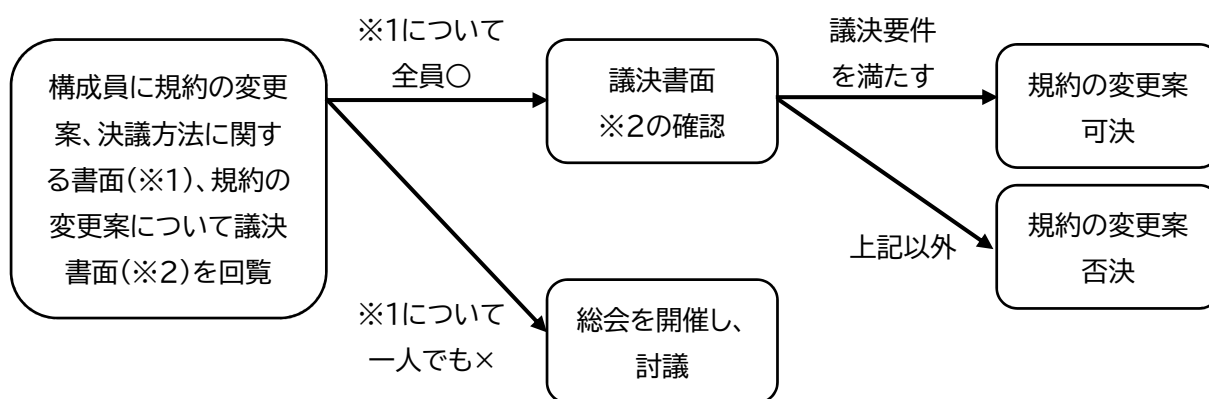 構成員に規約の変更
案、決議方法に関す
る書面(※1)、規約の
変更案について議決
書面(※2)を回覧
※1について
全員〇
議決書面
※2の確認
議決要件
を満たす
規約の変更案
可決
上記以外
規約の変更案
否決
※1について
一人でも×
総会を開催し、
討議